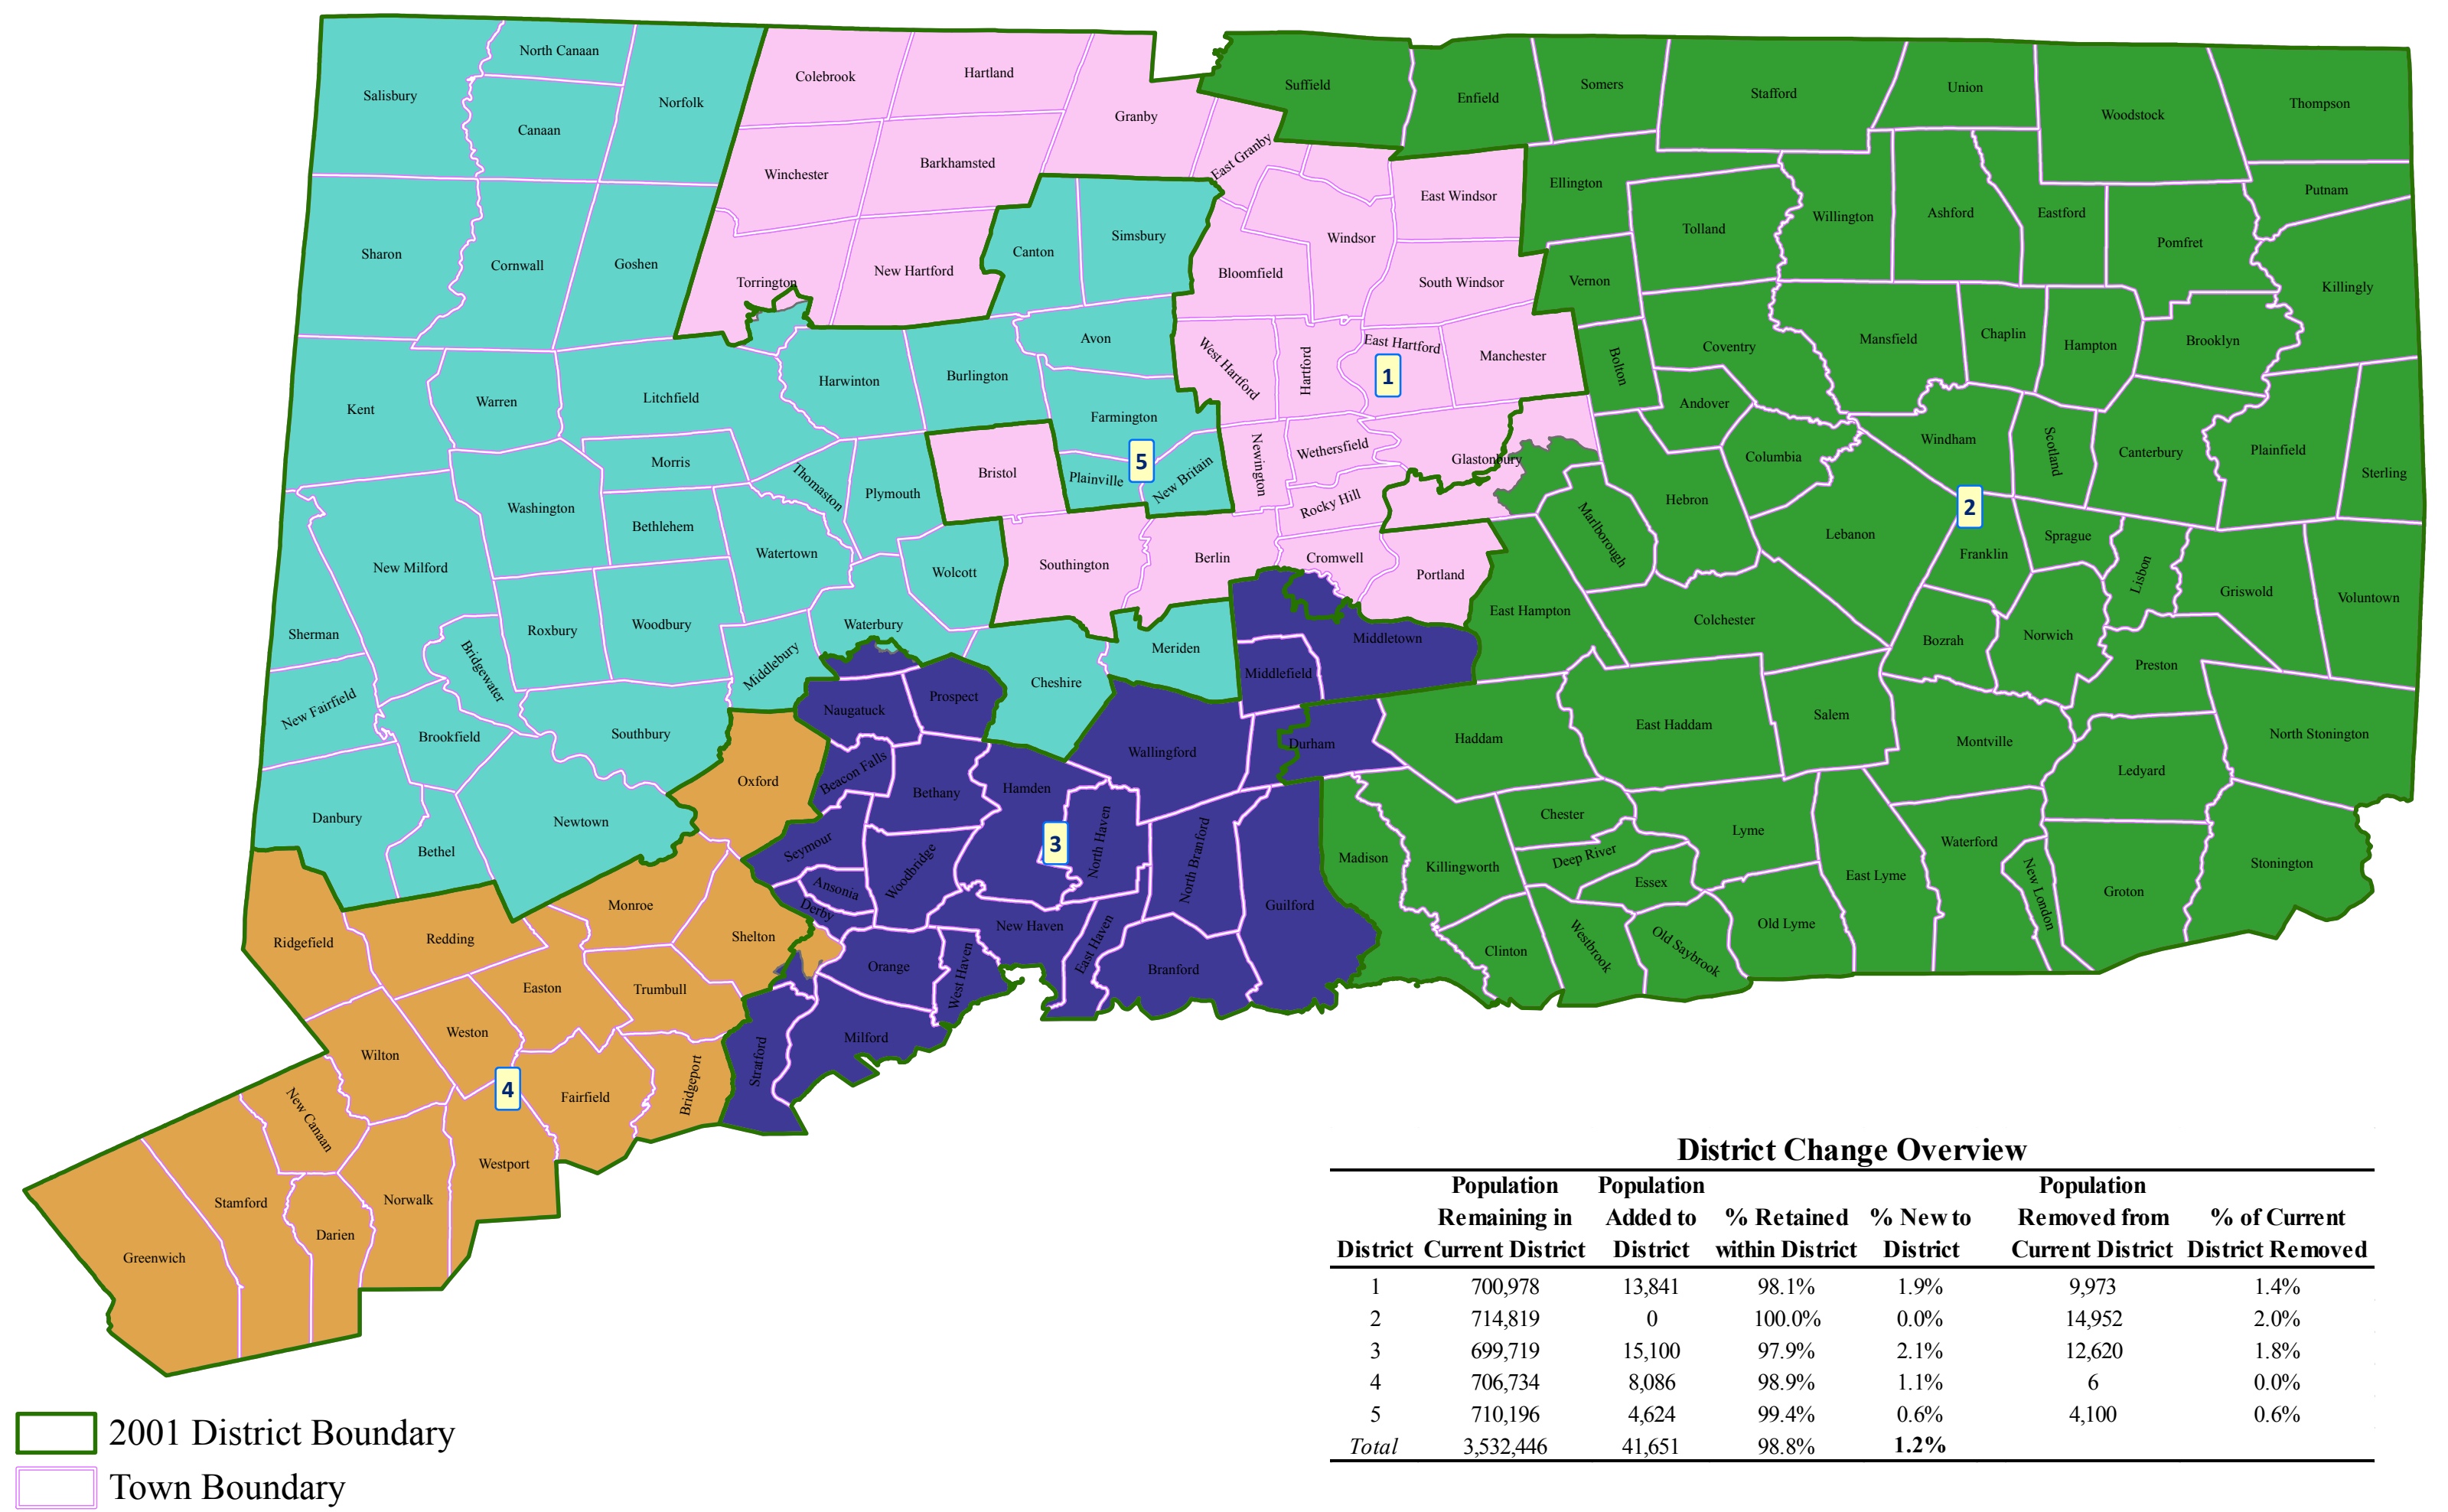 North Canaan
Salisbury
Norfolk
Canaan
Colebrook
Hartland
Granby
Suffield
Enfield
Somers
Stafford
Union
Woodstock
Thompson
Winchester
Barkhamsted
East Granby
East Windsor
Ellington
Tolland
Willington
Ashford
Eastford
Pomfret
Putnam
Sharon
Cornwall
Goshen
Torrington
New Hartford
Canton
Simsbury
Bloomfield
Windsor
South Windsor
Vernon
Killingly
Kent
Warren
Litchfield
Harwinton
Burlington
Avon
Farmington
West Hartford
Hartford
East Hartford
1
Manchester
Bolton
Coventry
Mansfield
Chaplin
Hampton
Brooklyn
Andover
Morris
Thomaston
Plymouth
Bristol
Plainville
5
New Britain
Newington
Wethersfield
Glastonbury
Rocky Hill
Columbia
Windham
Scotland
Canterbury
Plainfield
Sterling
Washington
Bethlehem
Watertown
Hebron
Marlborough
Lebanon
2
Franklin
Sprague
Lisbon
Griswold
Voluntown
New Milford
Wolcott
Southington
Berlin
Cromwell
Portland
East Hampton
Colchester
Bozrah
Norwich
Preston
Sherman
Bridgewater
Roxbury
Woodbury
Middlebury
Waterbury
Cheshire
Meriden
Middletown
Middlefield
New Fairfield
Brookfield
Southbury
Naugatuck
Prospect
Wallingford
Durham
Haddam
East Haddam
Salem
Montville
Ledyard
North Stonington
Danbury
Bethel
Newtown
Oxford
Beacon Falls
Bethany
Hamden
3
North Haven
North Branford
Guilford
Madison
Killingworth
Chester
Deep River
Essex
Lyme
East Lyme
Waterford
New London
Groton
Stonington
Seymour
Ansonia
Derby
Woodbridge
Ridgefield
Redding
Monroe
Shelton
Orange
West Haven
New Haven
East Haven
Branford
Clinton
Westbrook
Old Saybrook
Old Lyme
Easton
Trumbull
Weston
Wilton
4
Fairfield
Bridgeport
Stratford
Milford
New Canaan
Westport
Norwalk
Stamford
Darien
Greenwich
2001 District Boundary
Town Boundary
District Change Overview
Population Population Population
Remaining in Added to % Retained % New to Removed from % of Current
District Current District District within District District Current District District Removed
1 700,978 13,841 98.1% 1.9% 9,973 1.4%
2 714,819 0 100.0% 0.0% 14,952 2.0%
3 699,719 15,100 97.9% 2.1% 12,620 1.8%
4 706,734 8,086 98.9% 1.1% 6 0.0%
5 710,196 4,624 99.4% 0.6% 4,100 0.6%
Total 3,532,446 41,651 98.8% 1.2%